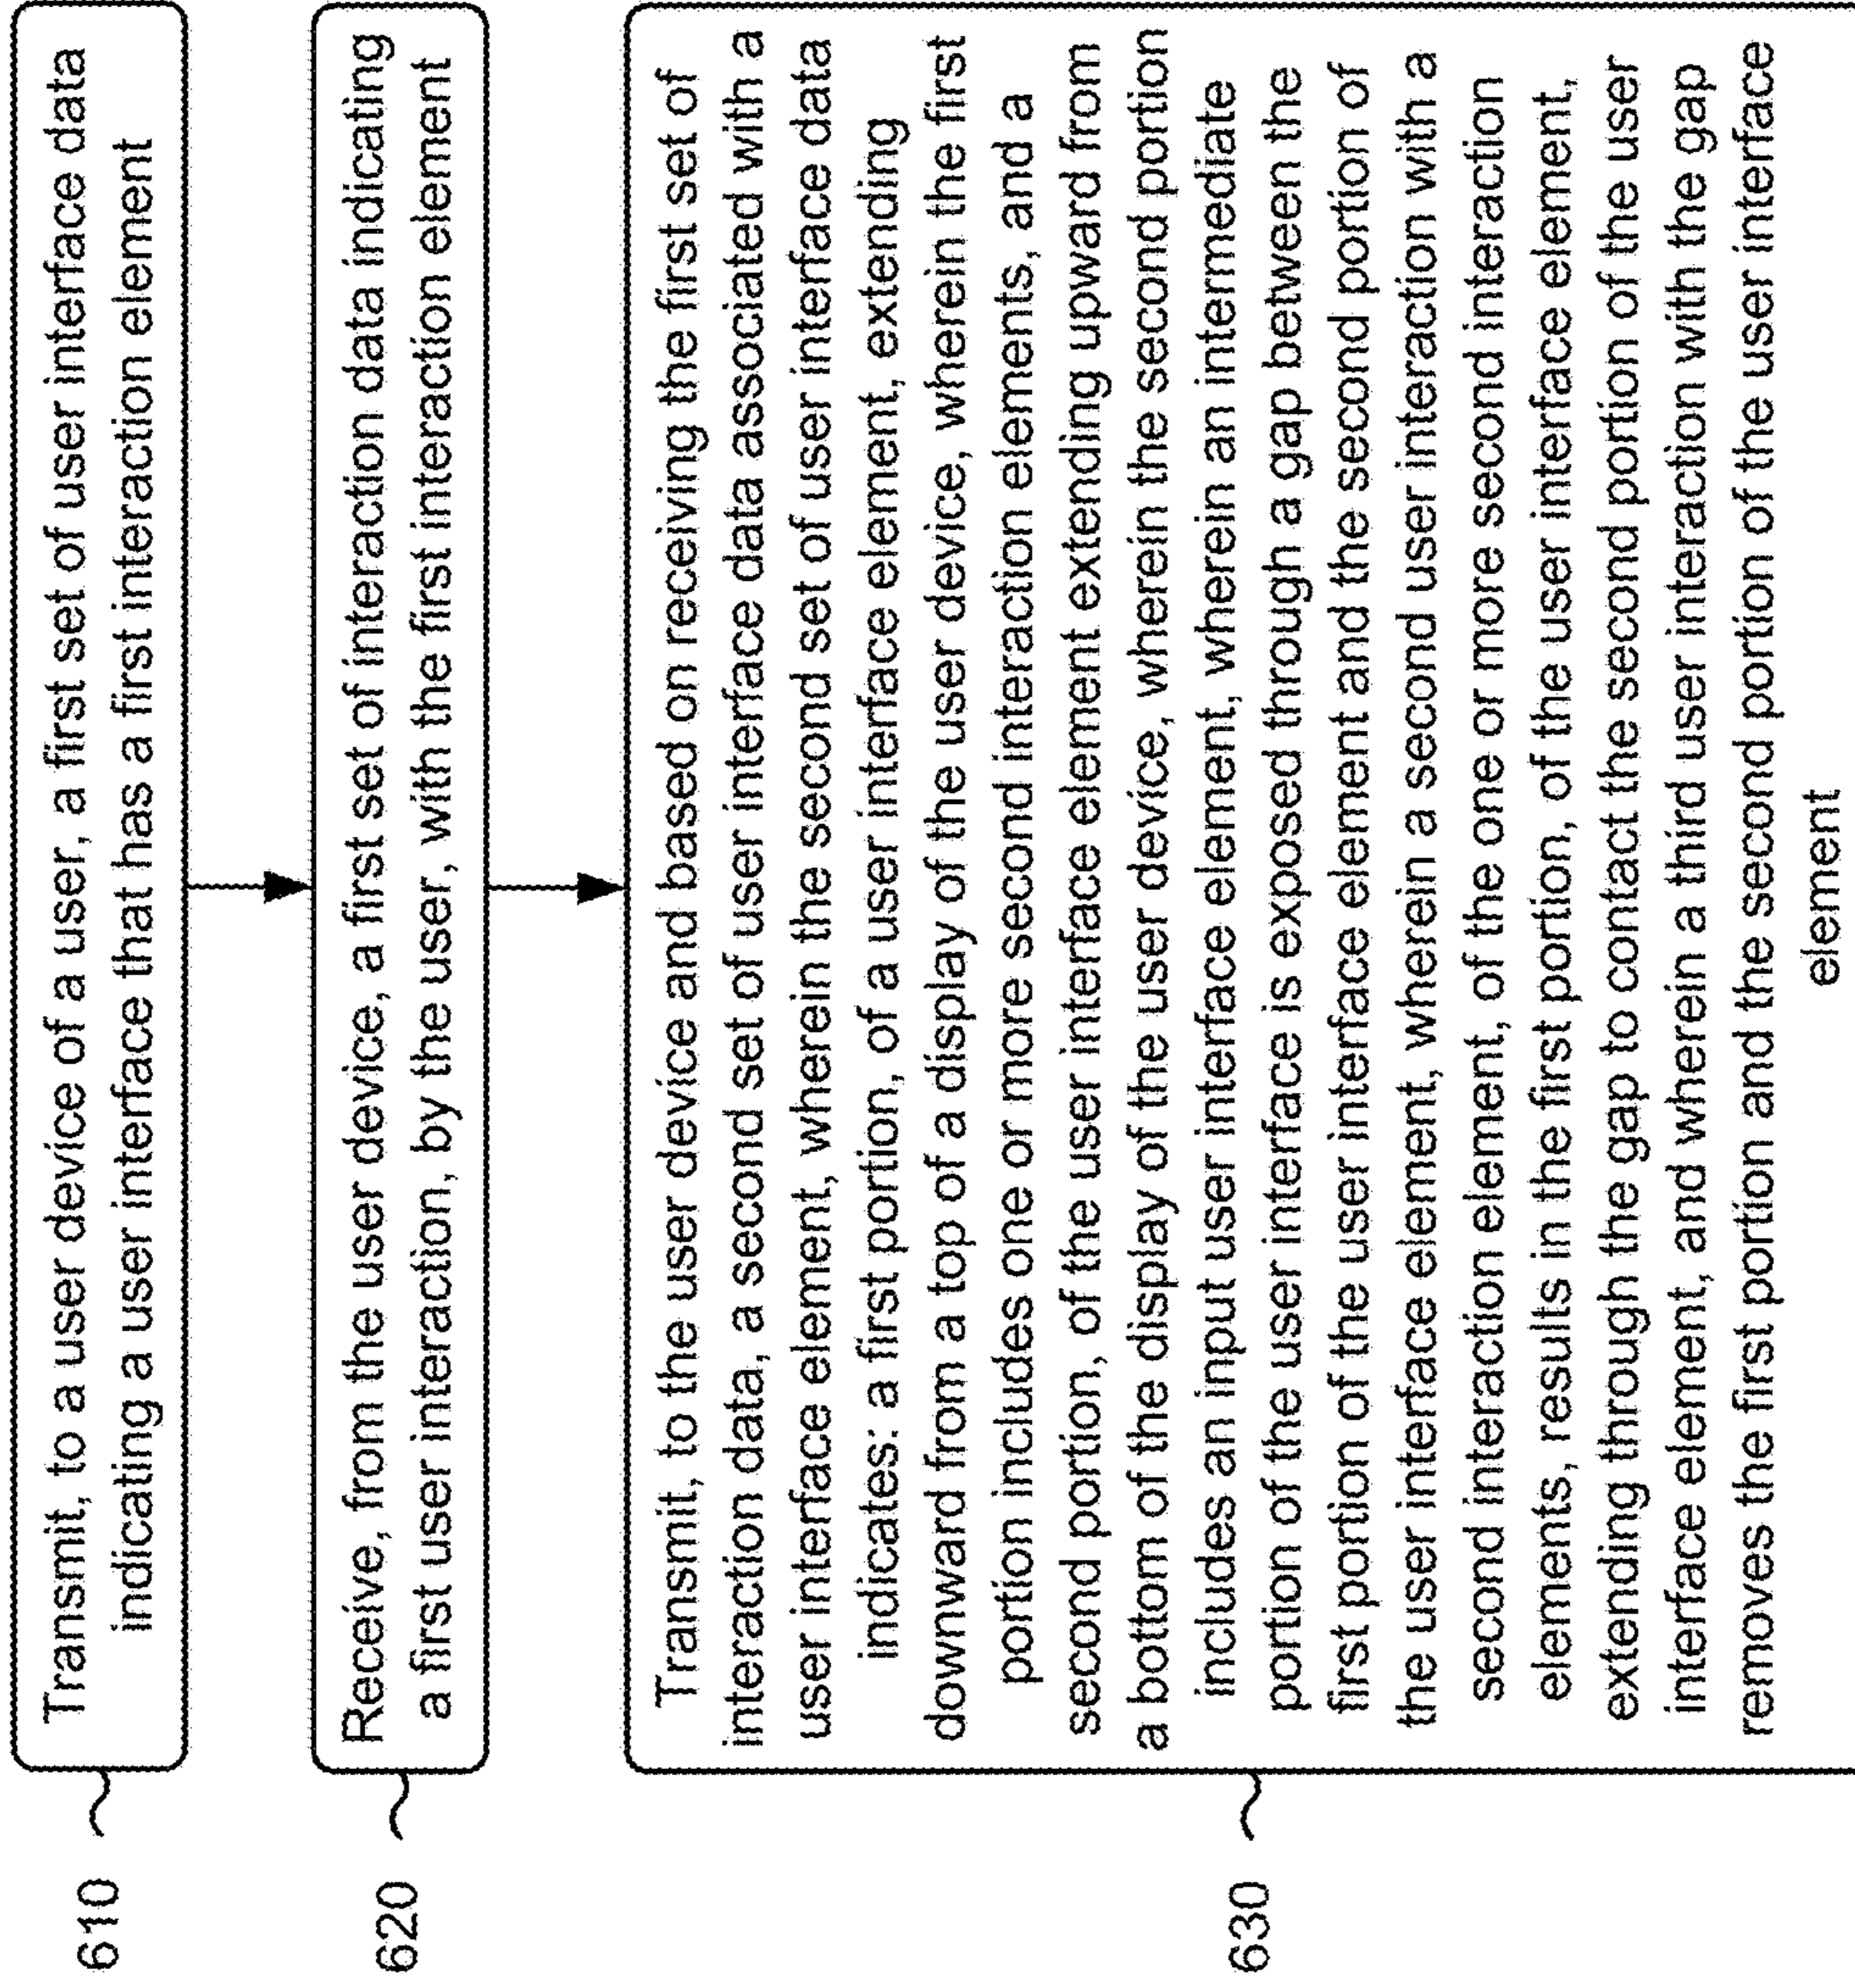 610
Transmit, to a user device of a user, a first set of user interface data
indicating a user interface that has a first interaction element
620
Receive, from the user device, a first set of interaction data indicating
a first user interaction, by the user, with the first interaction element
630
Transmit, to the user device and based on receiving the first set of
interaction data, a second set of user interface data associated with a
user interface element, wherein the second set of user interface data
indicates: a first portion, of a user interface element, extending
downward from a top of a display of the user device, wherein the first
portion includes one or more second interaction elements, and a
second portion, of the user interface element extending upward from
a bottom of the display of the user device, wherein the second portion
includes an input user interface element, wherein an intermediate
portion of the user interface is exposed through a gap between the
first portion of the user interface element and the second portion of
the user interface element, wherein a second user interaction with a
second interaction element, of the one or more second interaction
elements, results in the first portion, of the user interface element,
extending through the gap to contact the second portion of the user
interface element, and wherein a third user interaction with the gap
removes the first portion and the second portion of the user interface
element